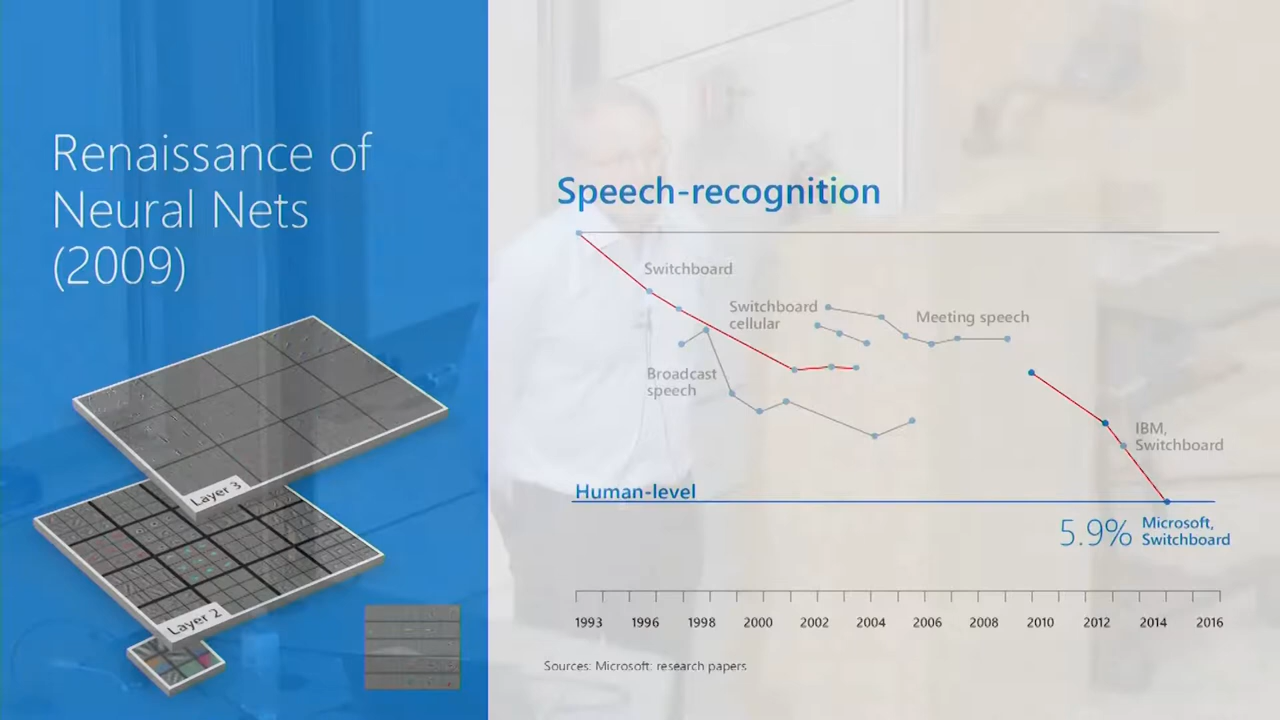 Renaissance of
Neural Nets
(2009)
Layer 3
Layer 2
Speech-recognition
Switchboard
Switchboard
cellular
Meeting speech
Broadcast
speech
IBM,
Switchboard
Human-level
5.9% Microsoft,
Switchboard
1993 1996 1998 2000 2002 2004 2006 2008 2010 2012 2014 2016
Sources: Microsoft: research papers